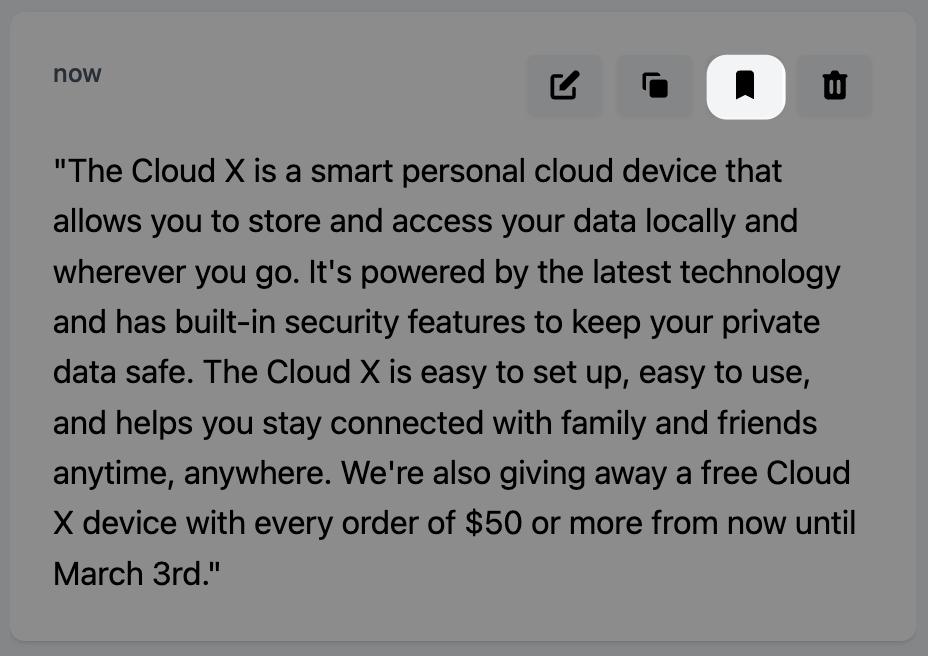 now
"The Cloud X is a smart personal cloud device that
allows you to store and access your data locally and
wherever you go. It's powered by the latest technology
and has built-in security features to keep your private
data safe. The Cloud X is easy to set up, easy to use,
and helps you stay connected with family and friends
anytime, anywhere. We're also giving away a free Cloud
X device with every order of $50 or more from now until
March 3rd."